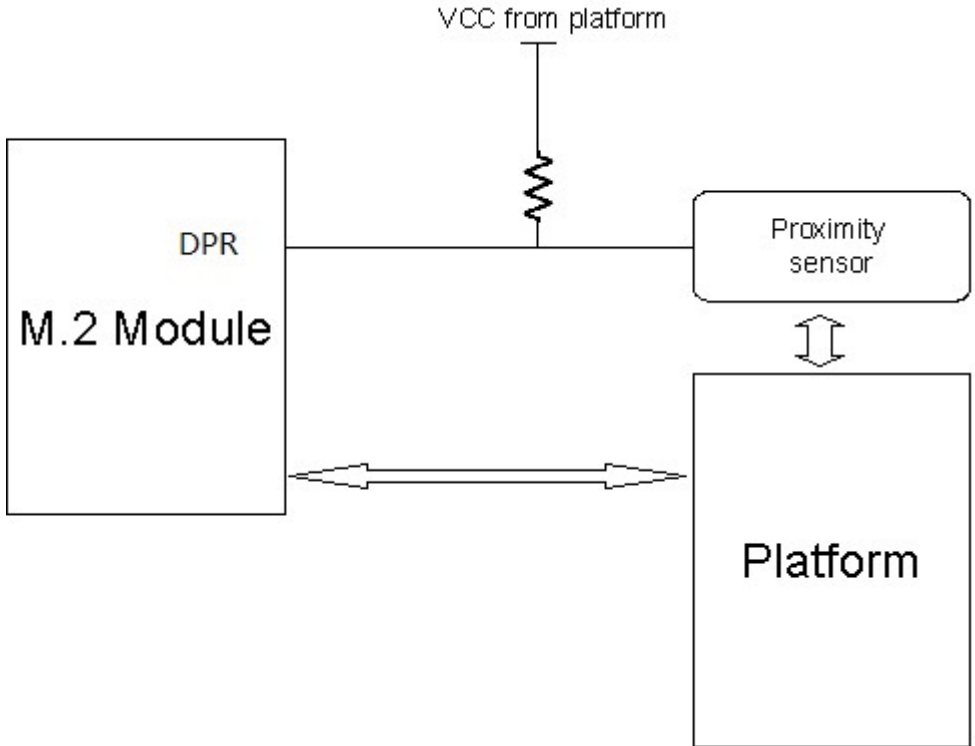 VCC from platform
DPR
M.2 Module
Proximity
sensor
Platform